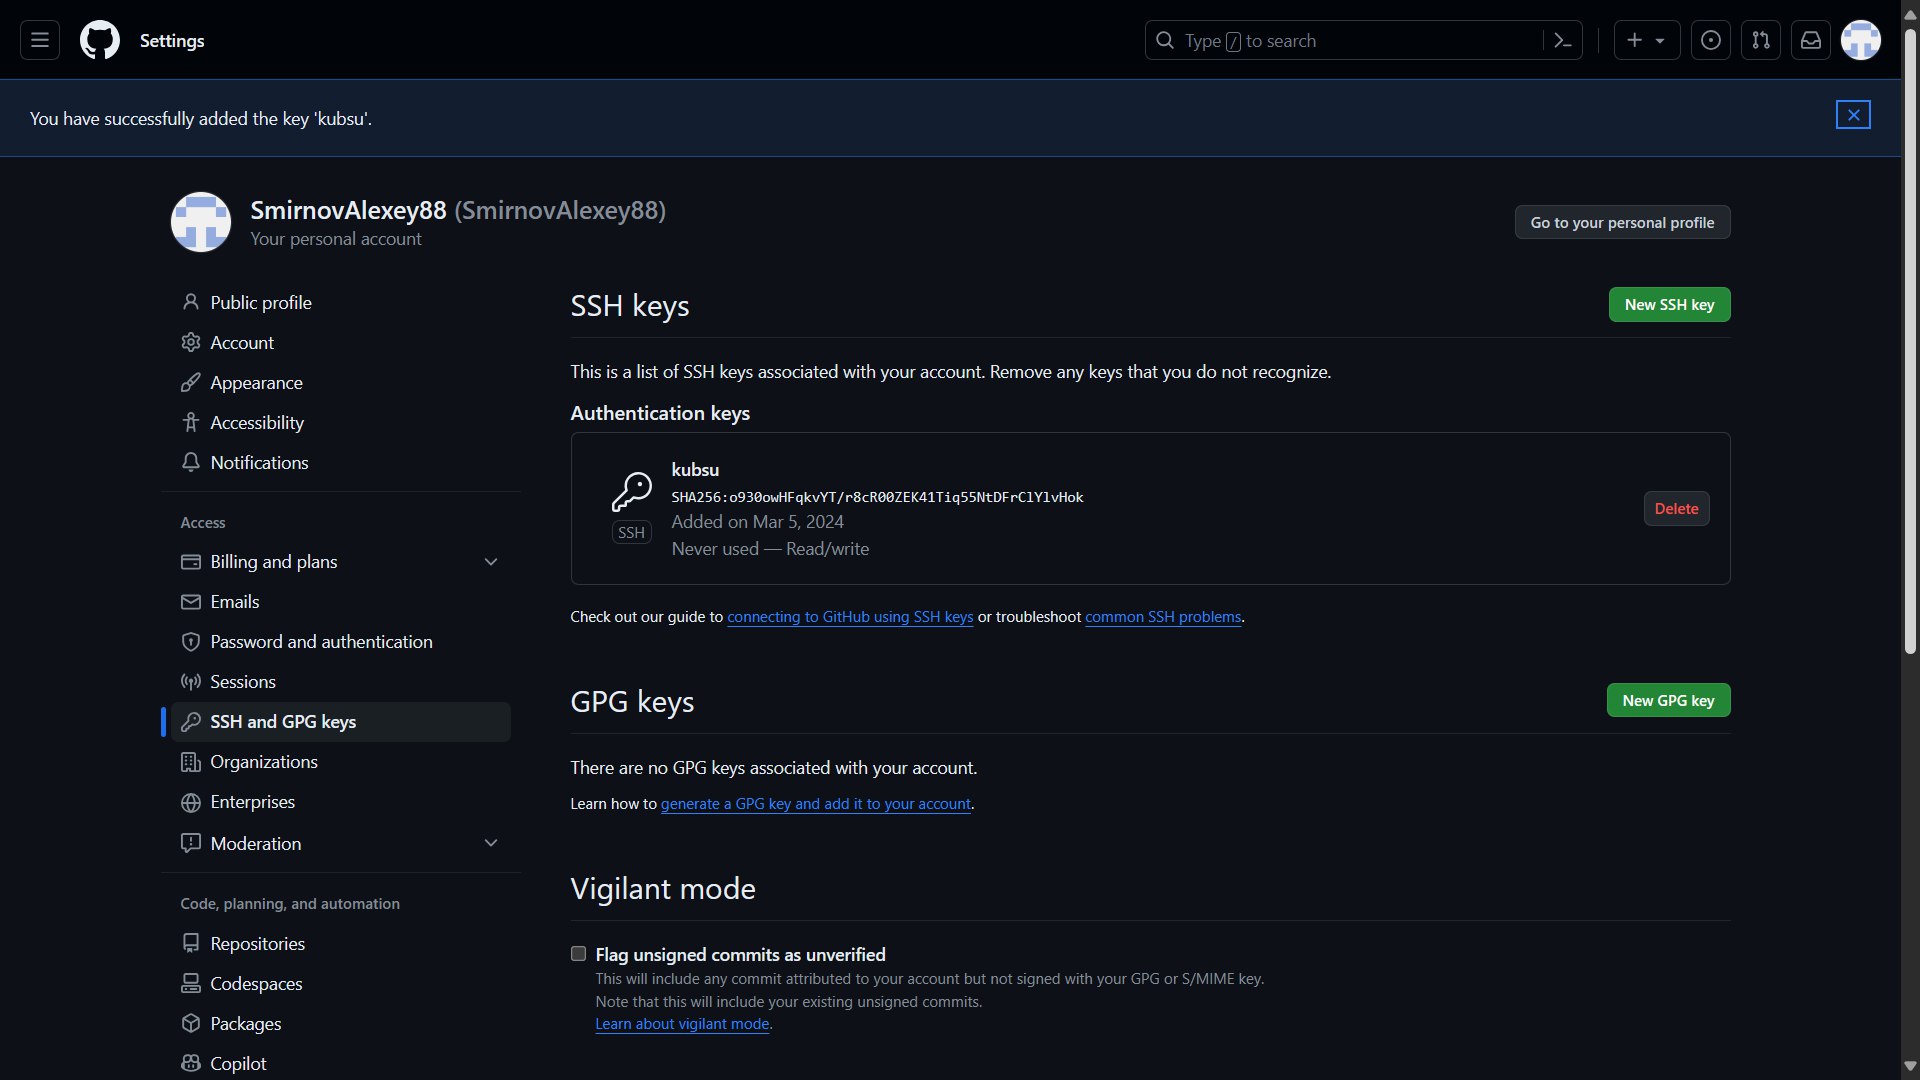 Settings
Type / to search
You have successfully added the key 'kubsu'.
SmirnovAlexey88 (SmirnovAlexey88)
Your personal account
Go to your personal profile
Public profile
Account
Appearance
Accessibility
Notifications
Access
Billing and plans
Emails
Password and authentication
Sessions
SSH and GPG keys
Organizations
Enterprises
Moderation
Code, planning, and automation
Repositories
Codespaces
Packages
Copilot
SSH keys
New SSH key
This is a list of SSH keys associated with your account. Remove any keys that you do not recognize.
Authentication keys
kubsu
SHA256:o930owHFqkvYT/r8cR00ZEK41Tiq55NtDFrClYlvHok
Added on Mar 5, 2024
Never used — Read/write
SSH
Delete
Check out our guide to connecting to GitHub using SSH keys or troubleshoot common SSH problems.
GPG keys
New GPG key
There are no GPG keys associated with your account.
Learn how to generate a GPG key and add it to your account.
Vigilant mode
Flag unsigned commits as unverified
This will include any commit attributed to your account but not signed with your GPG or S/MIME key.
Note that this will include your existing unsigned commits.
Learn about vigilant mode.